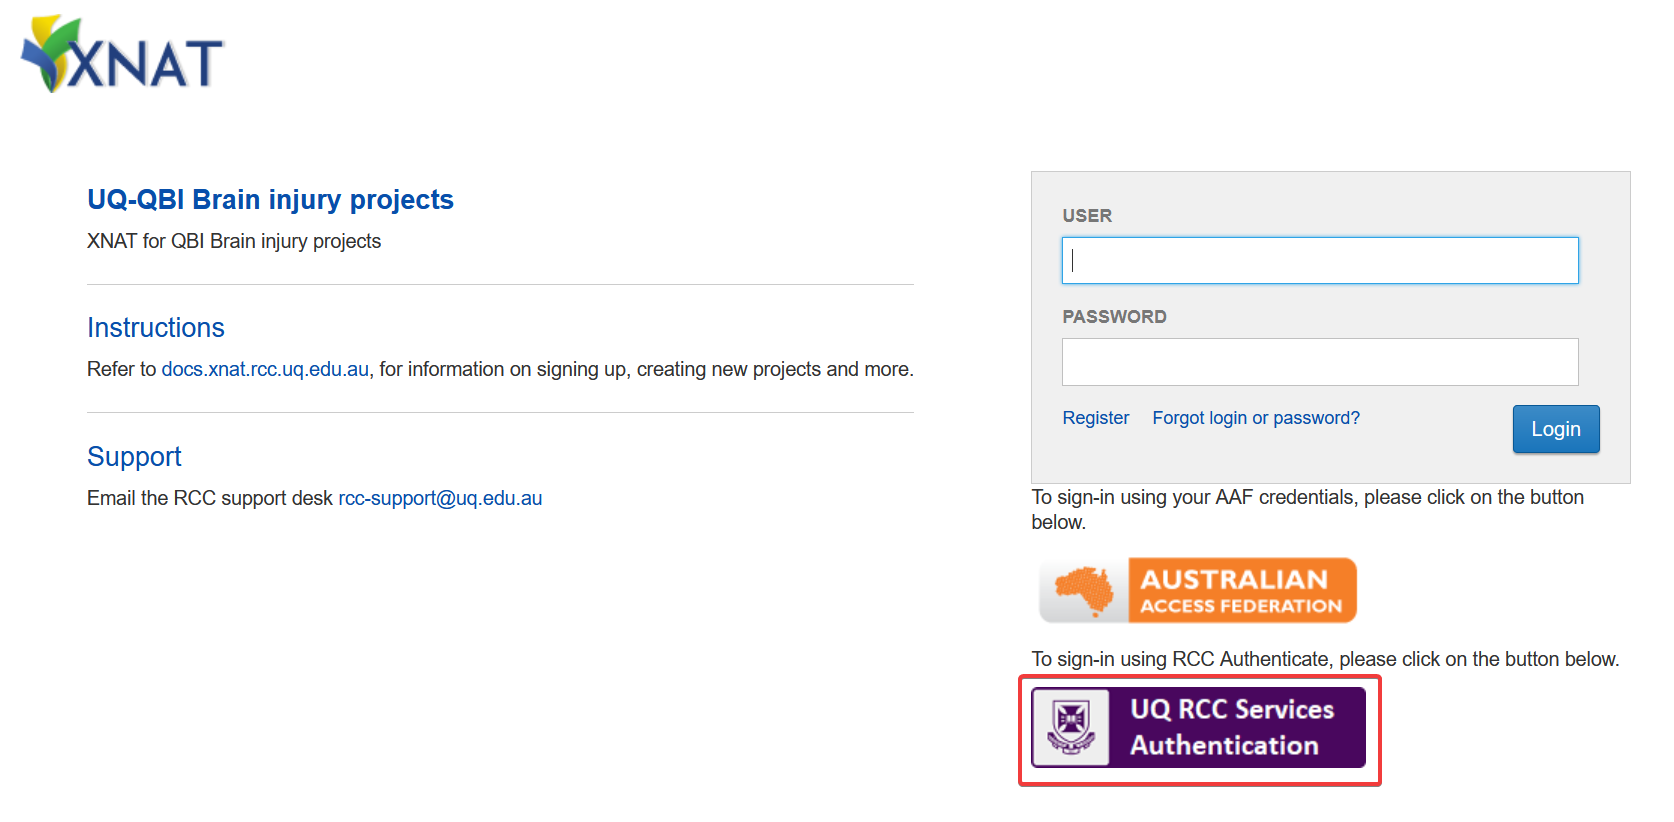 XNAT
UQ-QBI Brain injury projects
XNAT for QBI Brain injury projects
Instructions
Refer to docs.xnat.rcc.uq.edu.au, for information on signing up, creating new projects and more.
Support
Email the RCC support desk rcc-support@uq.edu.au
USER
PASSWORD
Register Forgot login or password?
Login
To sign-in using your AAF credentials, please click on the button
below.
AUSTRALIAN
ACCESS FEDERATION
To sign-in using RCC Authenticate, please click on the button below.
UQ RCC Services
Authentication